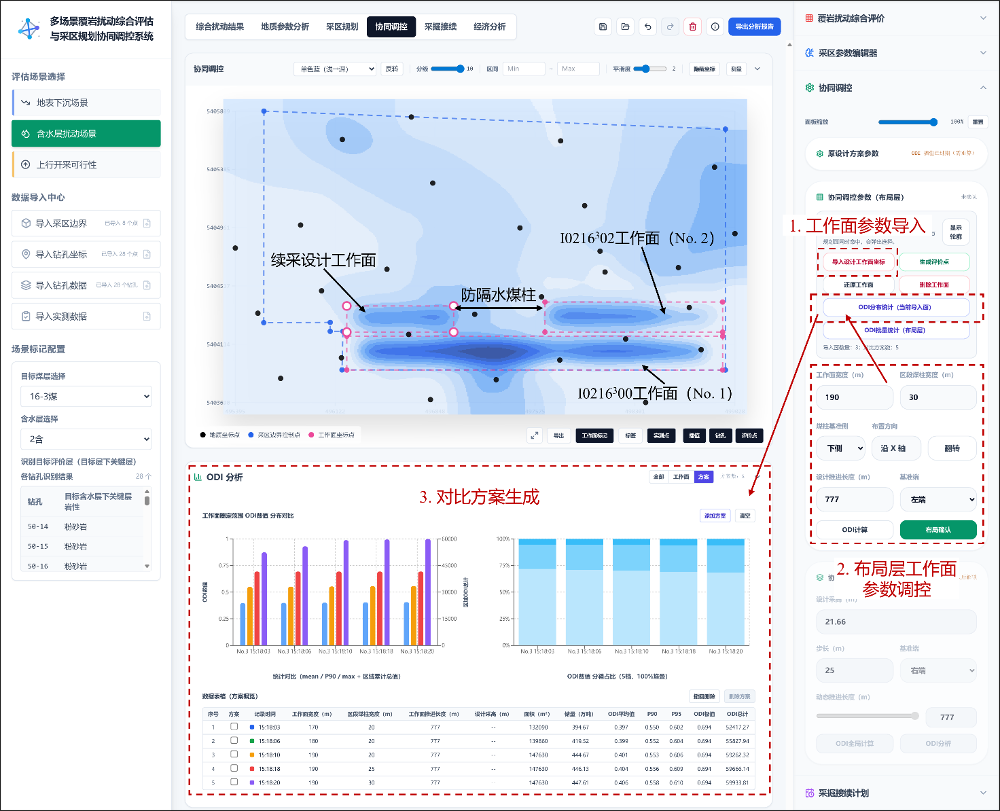 多场景覆岩扰动综合评估
与采区规划协同调控系统
评估场景选择
地表下沉场景
含水层扰动场景
上行开采可行性
数据导入中心
导入采区边界 已导入 8 个点
导入钻孔坐标 已导入 28 个点
导入钻孔数据 已导入 28 个钻孔
导入实测数据
场景标记配置
目标煤层选择
16-3煤
含水层选择
2含
识别目标评价层（目标层下关键层）
各钻孔识别结果 28 个
钻孔 目标含水层下关键层岩性
50-14 粉砂岩
50-15 粉砂岩
50-16 粉砂岩
综合扰动结果 地质参数分析 采区规划 协同调控 采掘接续 经济分析
导出分析报告
协同调控
单色蓝（浅→深） 反转 分级 10 区间 Min - Max 平滑度 2 隐藏坐标 测量
I0216³02工作面（No. 2）
续采设计工作面
防隔水煤柱
I0216³00工作面（No. 1）
地质坐标点 采区边界控制点 工作面坐标点
导出 工作面标记 标签 实测点 插值 钻孔 评价点
ODI 分析
全部 工作面 方案
3. 对比方案生成
工作面圈定范围 ODI数值 分布对比
添加方案 清空
1 0.75 0.5 0.25 0
ODI数值
60000 45000 30000 15000 0
区域ODI总计
No.3 15:18:03 No.3 15:18:06 No.3 15:18:10 No.3 15:18:18 No.3 15:18:20
统计对比（mean / P90 / max + 区域累计总值）
100% 75% 50% 25% 0%
No.3 15:18:03 No.3 15:18:06 No.3 15:18:10 No.3 15:18:18 No.3 15:18:20
ODI数值 分箱占比（5档，100%堆叠）
数据表格（方案概览）
撤回删除 删除方案
序号 方案 记录时间 工作面宽度（m） 区段煤柱宽度（m） 工作面推进长度（m） 设计采高（m） 面积（m²） 储量（万吨） ODI平均值 P90 P95 ODI极值 ODI总计
1 15:18:03 170 20 777 -- 132090 394.67 0.397 0.550 0.602 0.694 52417.27
2 15:18:06 180 20 777 -- 139860 419.52 0.399 0.552 0.604 0.694 55827.94
3 15:18:10 190 20 777 -- 147630 444.67 0.401 0.553 0.606 0.694 59262.32
4 15:18:18 190 25 777 -- 147630 446.13 0.404 0.556 0.609 0.694 59666.14
5 15:18:20 190 30 777 -- 147630 447.61 0.406 0.558 0.610 0.694 59933.81
覆岩扰动综合评价
采区参数编辑器
协同调控
面板缩放 100% 重置
原设计方案参数 ODI 插值已过期（需重算）
协同调控参数（布局层） 未确认
1. 工作面参数导入
显示轮廓
规划面同时命中，会弹出选择。
导入设计工作面坐标 生成评价点
还原工作面 删除工作面
ODI分布统计（当前导入面）
ODI批量统计（布局层）
导入面数量：3；对比方案数：5
工作面宽度（m） 区段煤柱宽度（m）
190 30
煤柱基准侧 布置方向
下侧 沿 X 轴 翻转
设计推进长度（m） 基准端
777 左端
ODI计算 布局确认
2. 布局层工作面
参数调控
协
设计采高（m）
21.66
步长（m） 基准端
25 右端
动态推进长度（m）
777
ODI全局计算 ODI分析
采掘接续计划